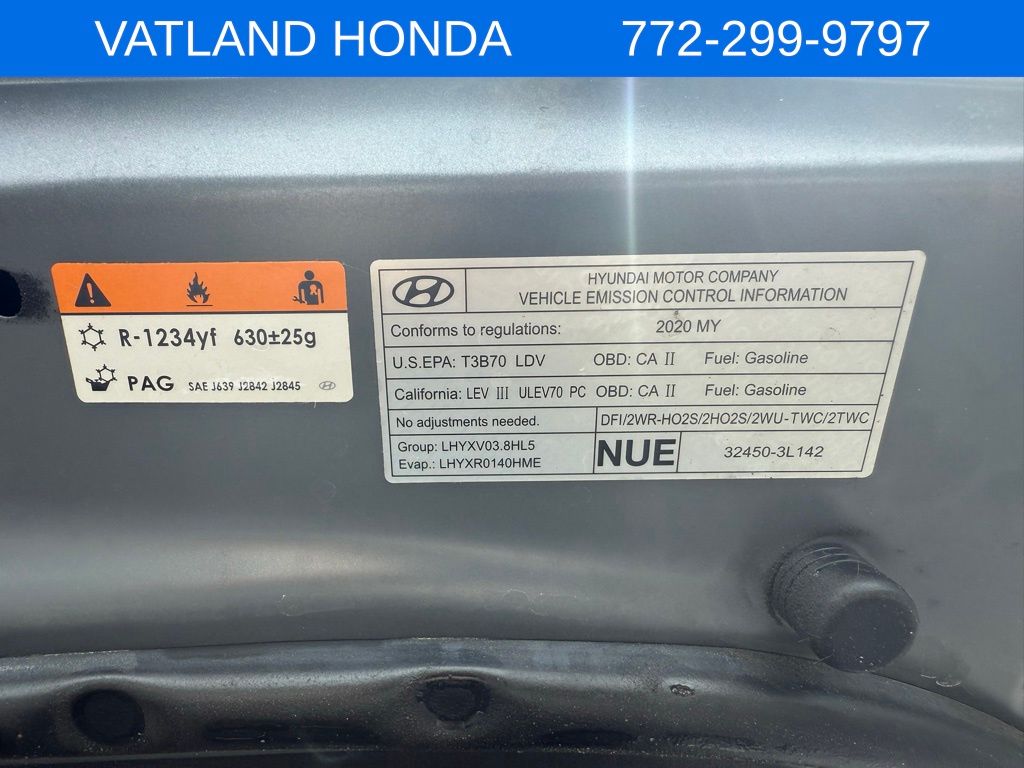 VATLAND HONDA 772-299-9797
R-1234yf 630±25g
PAG SAE J639 J2842 J2845
HYUNDAI MOTOR COMPANY
VEHICLE EMISSION CONTROL INFORMATION
Conforms to regulations: 2020 MY
U.S.EPA: T3B70 LDV OBD: CA II Fuel: Gasoline
California: LEV III ULEV70 PC OBD: CA II Fuel: Gasoline
No adjustments needed. DFI/2WR-HO2S/2HO2S/2WU-TWC/2TWC
Group: LHYXV03.8HL5
Evap.: LHYXR0140HME
NUE 32450-3L142